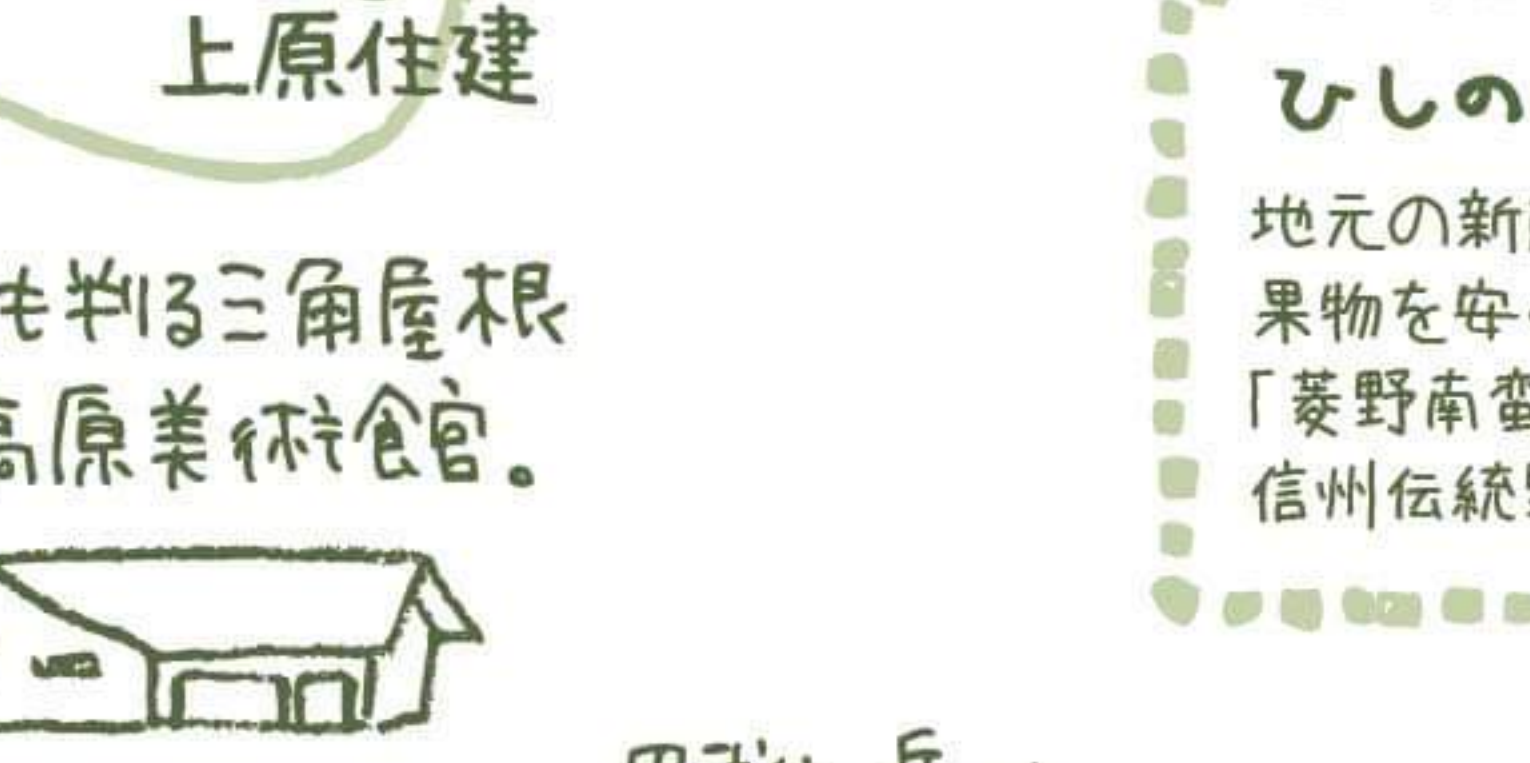 上原住建
も判る三角屋根
高原美術館。
ひしの
地元の新
果物を安
「菱野南蛮
信州伝統